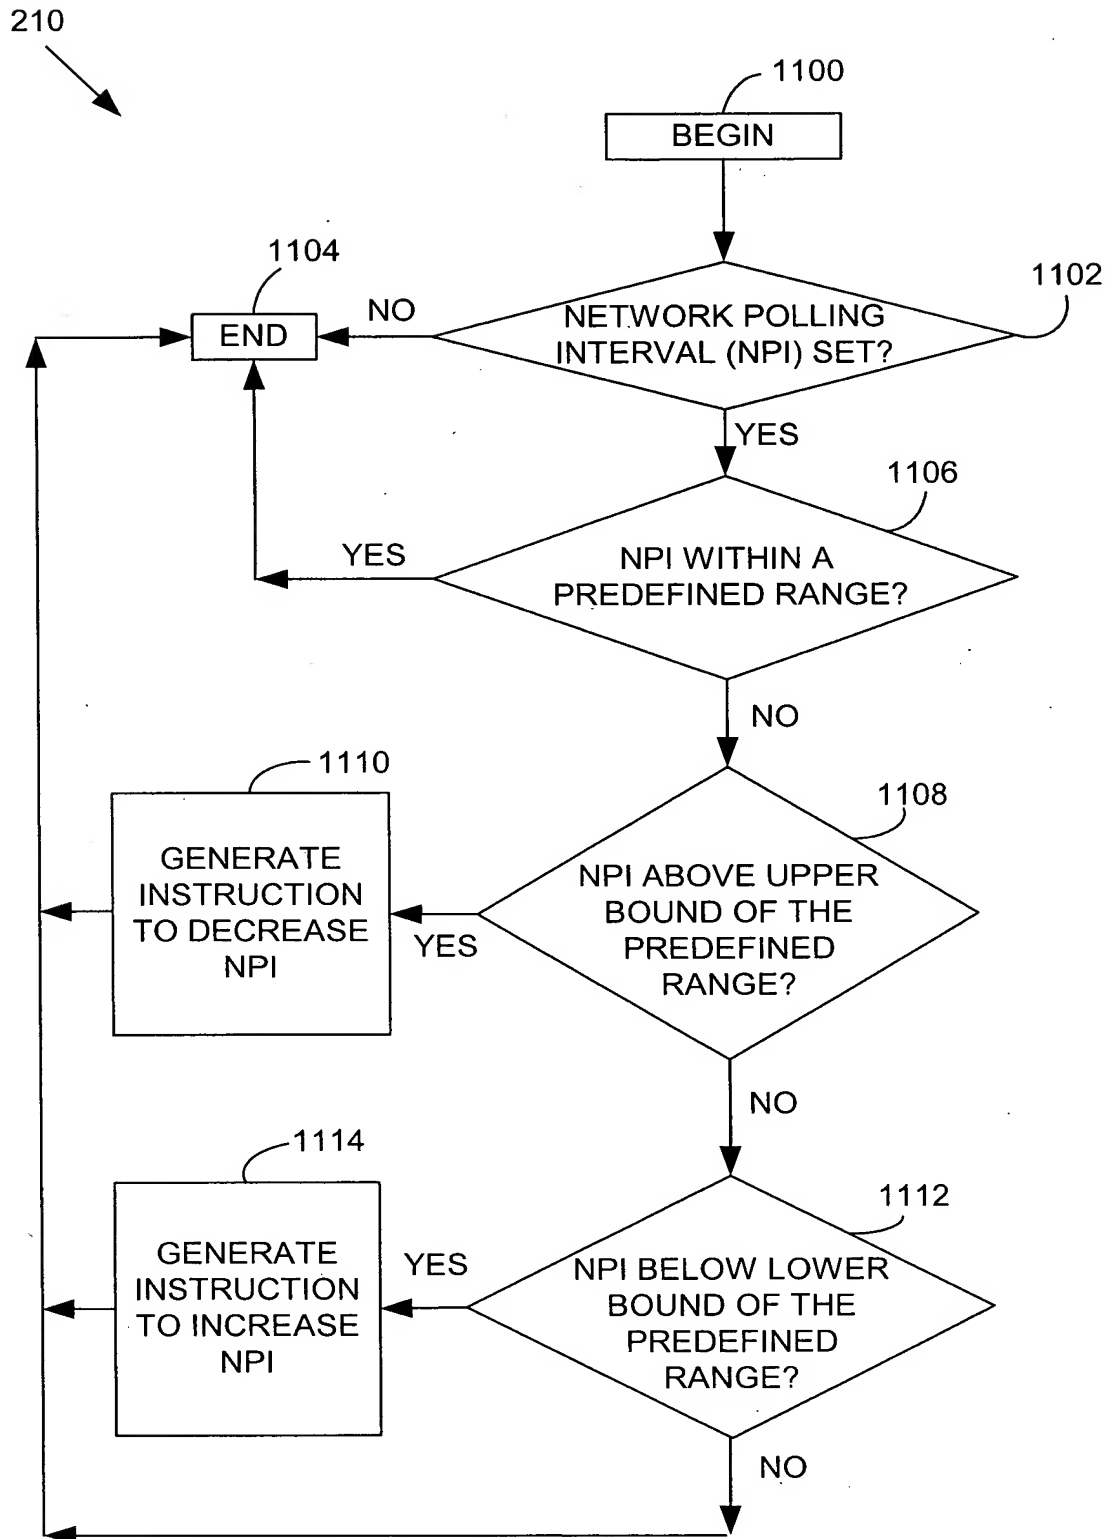 210
1100
BEGIN
1104
1102
NO
NETWORK POLLING
INTERVAL (NPI) SET?
END
YES
1106
YES
NPI WITHIN A
PREDEFINED RANGE?
NO
1110
1108
GENERATE
INSTRUCTION
TO DECREASE
NPI
YES
NPI ABOVE UPPER
BOUND OF THE
PREDEFINED
RANGE?
NO
1114
1112
GENERATE
INSTRUCTION
TO INCREASE
NPI
YES
NPI BELOW LOWER
BOUND OF THE
PREDEFINED
RANGE?
NO